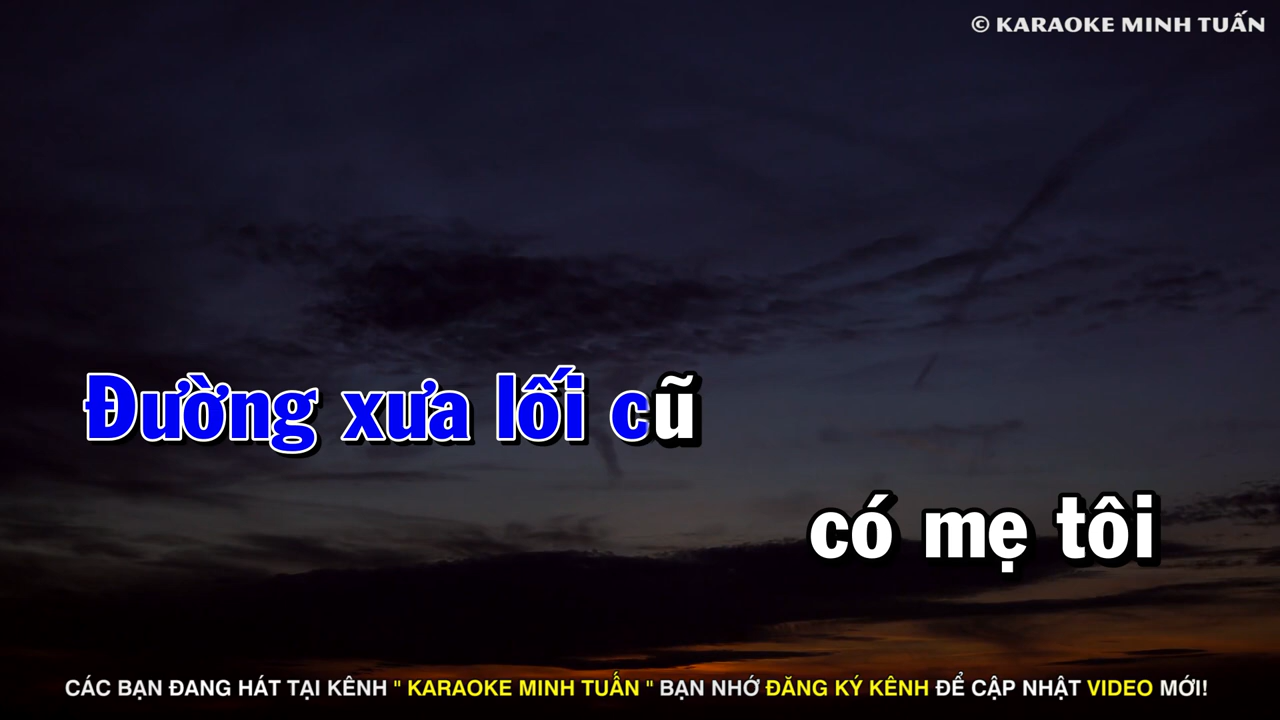 © KARAOKE MINH TUẤN
Đường xưa lối cũ
có mẹ tôi
CÁC BẠN ĐANG HÁT TẠI KÊNH " KARAOKE MINH TUẤN " BẠN NHỚ ĐĂNG KÝ KÊNH ĐỂ CẬP NHẬT VIDEO MỚI!